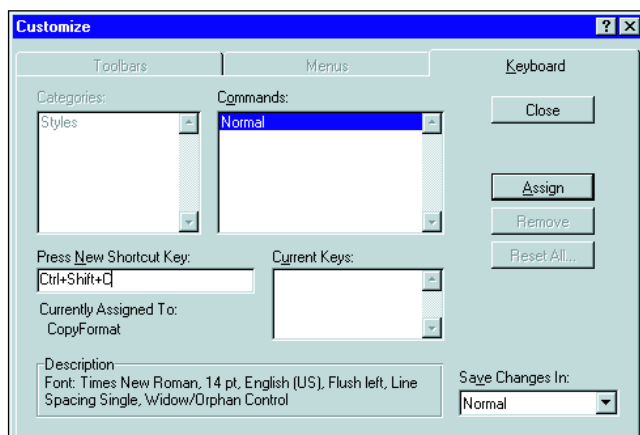 Customize
Toolbars
Menus
Keyboard
Categories:
Commands:
Styles
Normal
Close
Assign
Remove
Reset All...
Press New Shortcut Key:
Current Keys:
Ctrl+Shift+C
Currently Assigned To:
CopyFormat
Description
Font: Times New Roman, 14 pt, English (US), Flush left, Line
Spacing Single, Widow/Orphan Control
Save Changes In:
Normal